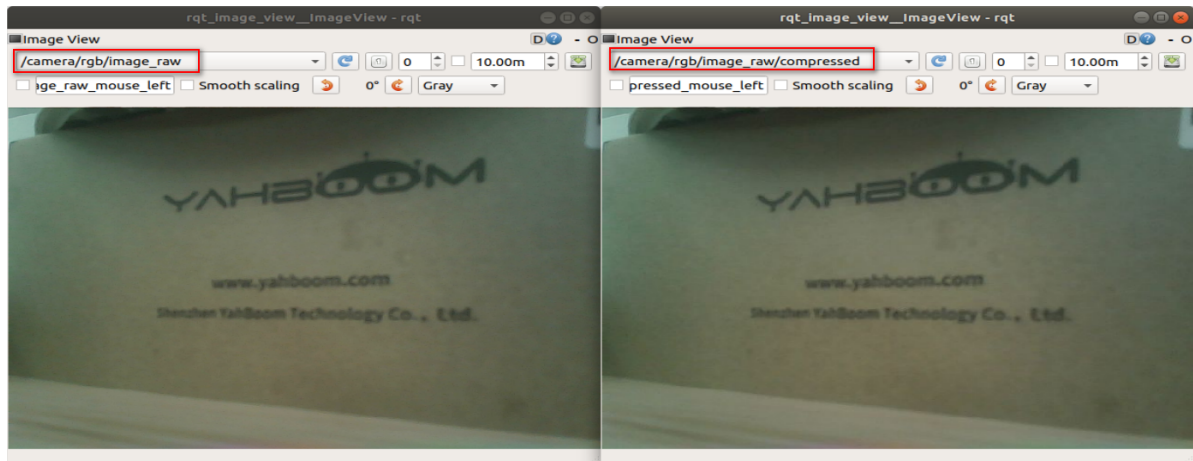 rqt_image_view__ImageView - rqt
Image View
D - O
/camera/rgb/image_raw
0
10.00m
age_raw_mouse_left
Smooth scaling
0°
Gray
YAHBOOM
www.yahboom.com
Shenzhen YahBoom Technology Co., Ltd.
rqt_image_view__ImageView - rqt
Image View
D - O
/camera/rgb/image_raw/compressed
0
10.00m
pressed_mouse_left
Smooth scaling
0°
Gray
YAHBOOM
www.yahboom.com
Shenzhen YahBoom Technology Co., Ltd.